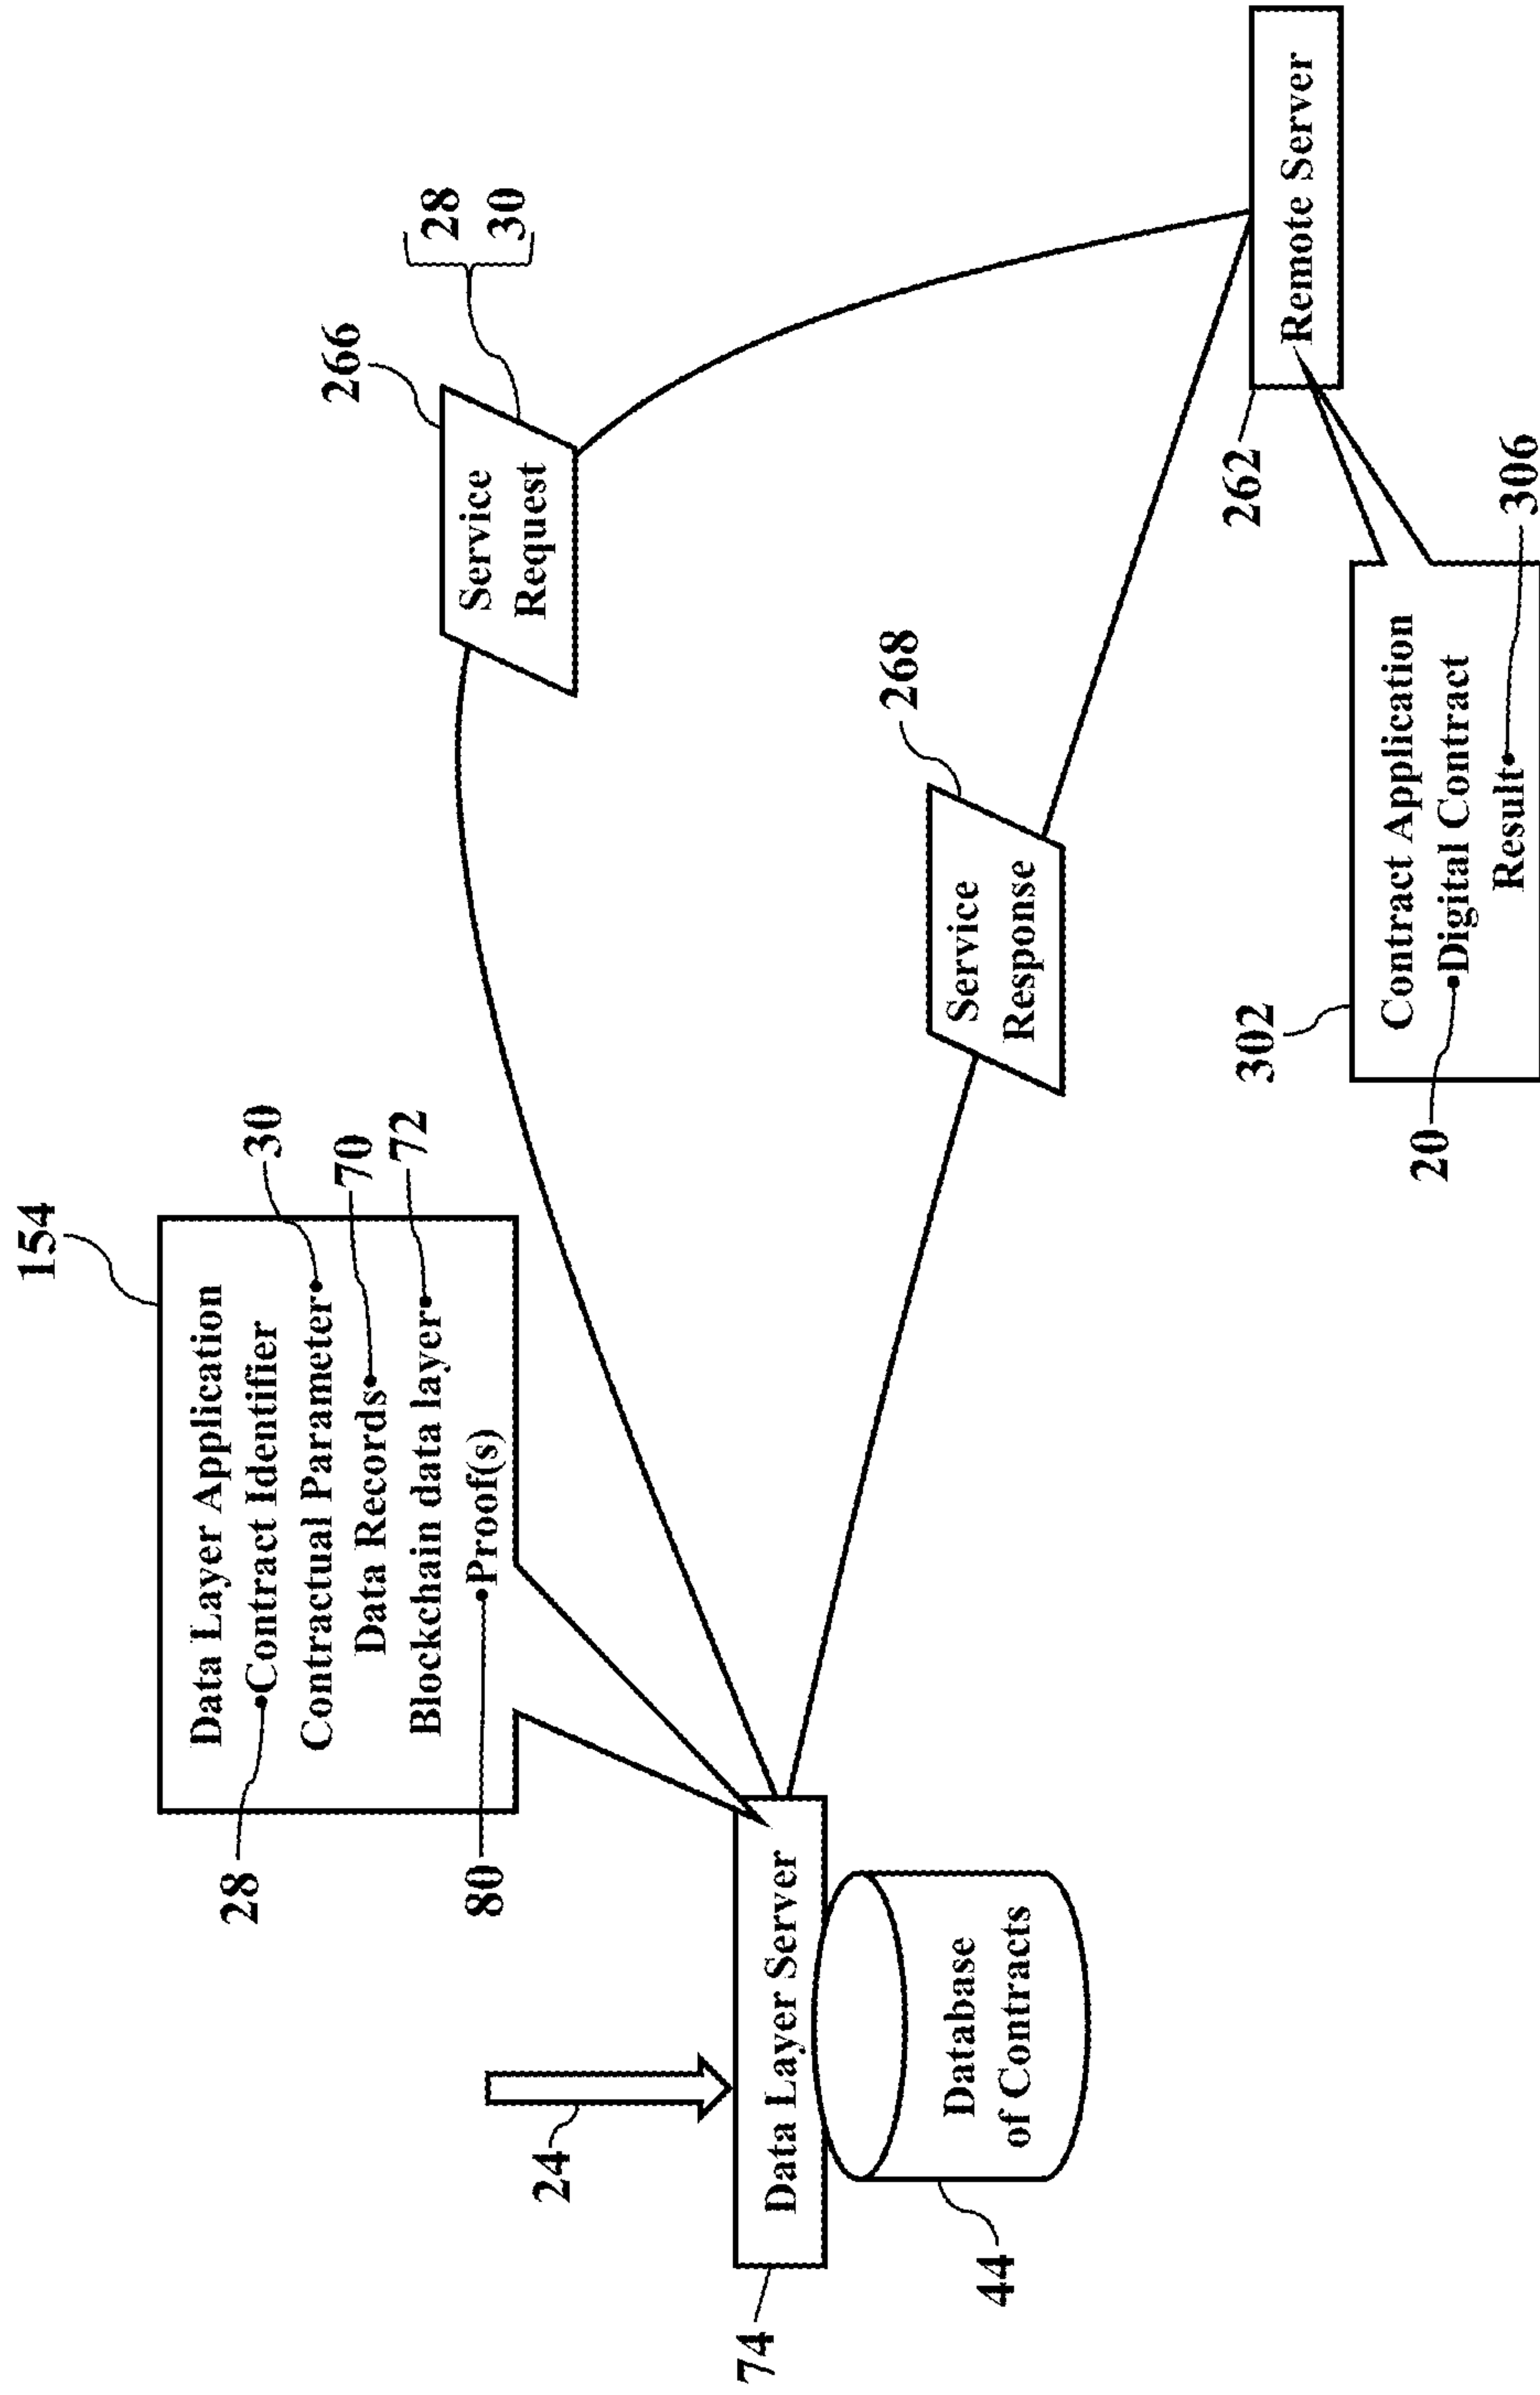 154
Data Layer Application
28
Contract Identifier
Contractual Parameter
30
Data Records
70
Blockchain data layer
72
80
Proof(s)
266
Service
Request
28
30
24
74
Data Layer Server
Database
of Contracts
44
268
Service
Response
262
Remote Server
302
Contract Application
20
Digital Contract
Result
306